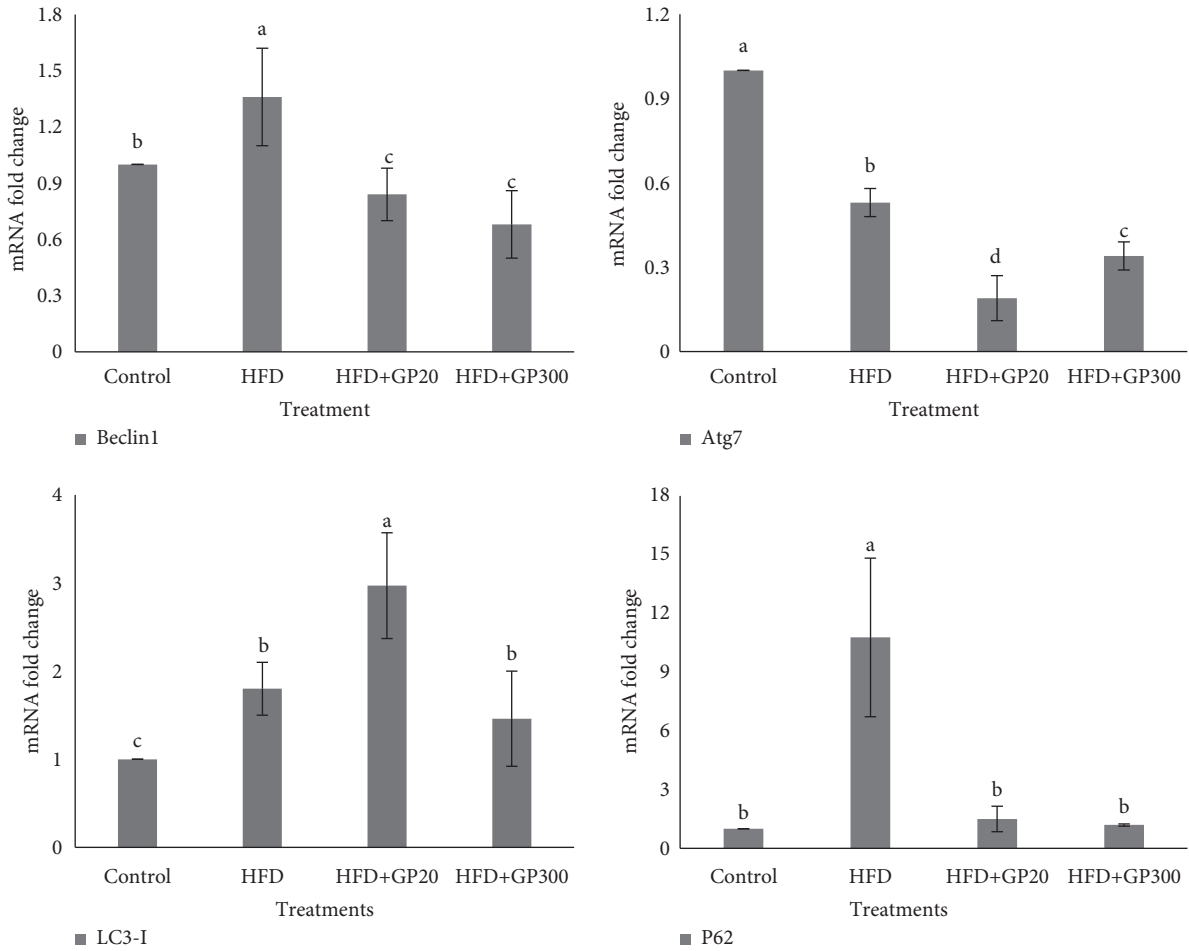 1.8
1.5
1.2
0.9
0.6
0.3
0
mRNA fold change
b
a
c
c
Control HFD HFD+GP20 HFD+GP300
Treatment
Beclin1
1.2
0.9
0.6
0.3
0
mRNA fold change
a
b
d
c
Control HFD HFD+GP20 HFD+GP300
Treatment
Atg7
4
3
2
1
0
mRNA fold change
c
b
a
b
Control HFD HFD+GP20 HFD+GP300
Treatments
LC3-I
18
15
12
9
6
3
0
mRNA fold change
b
a
b
b
Control HFD HFD+GP20 HFD+GP300
Treatments
P62